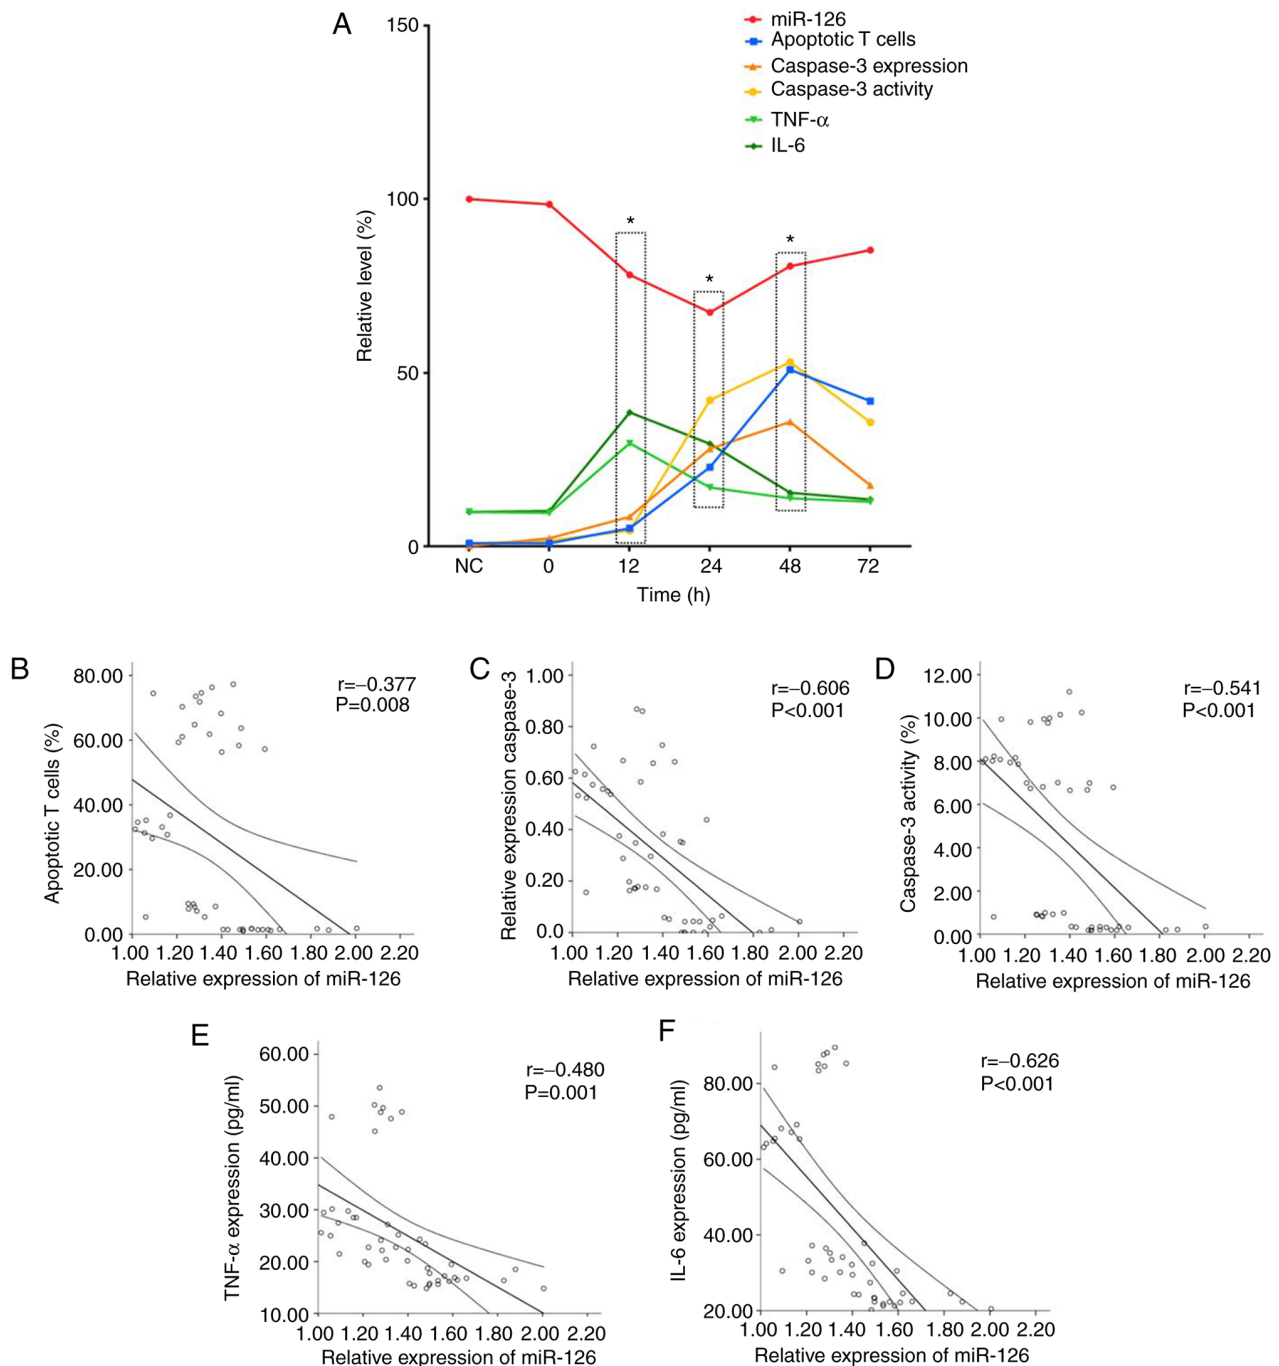 A
150
100
50
0
Relative level (%)
miR-126
Apoptotic T cells
Caspase-3 expression
Caspase-3 activity
TNF-α
IL-6
*
*
*
NC 0 12 24 48 72
Time (h)
B
80.00
60.00
40.00
20.00
0.00
Apoptotic T cells (%)
r=−0.377
P=0.008
1.00 1.20 1.40 1.60 1.80 2.00 2.20
Relative expression of miR-126
C
1.00
0.80
0.60
0.40
0.20
0.0
Relative expression caspase-3
r=−0.606
P<0.001
1.00 1.20 1.40 1.60 1.80 2.00 2.20
Relative expression of miR-126
D
12.00
10.00
8.00
6.00
4.00
2.00
0.00
Caspase-3 activity (%)
r=−0.541
P<0.001
1.00 1.20 1.40 1.60 1.80 2.00 2.20
Relative expression of miR-126
E
60.00
50.00
40.00
30.00
20.00
10.00
TNF-α expression (pg/ml)
r=−0.480
P=0.001
1.00 1.20 1.40 1.60 1.80 2.00 2.20
Relative expression of miR-126
F
80.00
60.00
40.00
20.00
IL-6 expression (pg/ml)
r=−0.626
P<0.001
1.00 1.20 1.40 1.60 1.80 2.00 2.20
Relative expression of miR-126